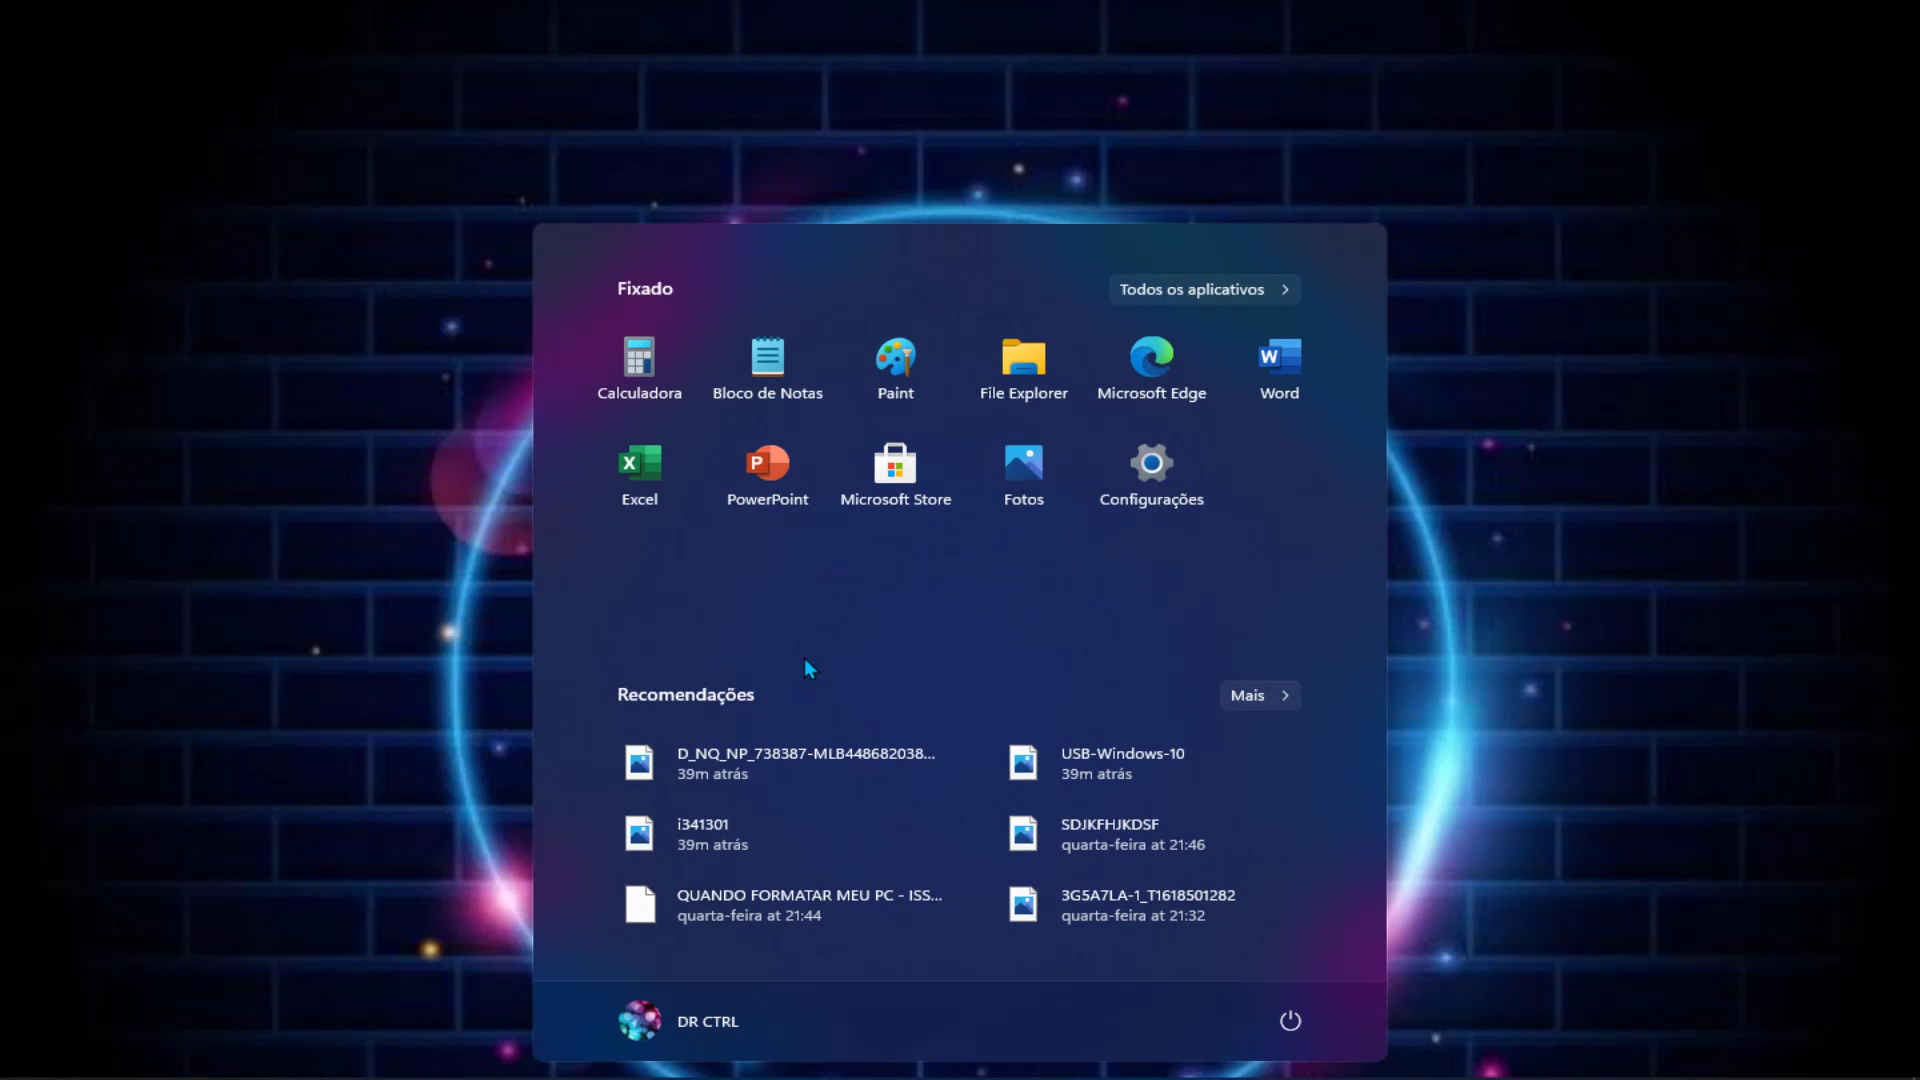 Fixado
Todos os aplicativos
Calculadora
Bloco de Notas
Paint
File Explorer
Microsoft Edge
Word
Excel
PowerPoint
Microsoft Store
Fotos
Configurações
Recomendações
Mais
D_NQ_NP_738387-MLB448682038...
39m atrás
USB-Windows-10
39m atrás
i341301
39m atrás
SDJKFHJKDSF
quarta-feira at 21:46
QUANDO FORMATAR MEU PC - ISS...
quarta-feira at 21:44
3G5A7LA-1_T1618501282
quarta-feira at 21:32
DR CTRL